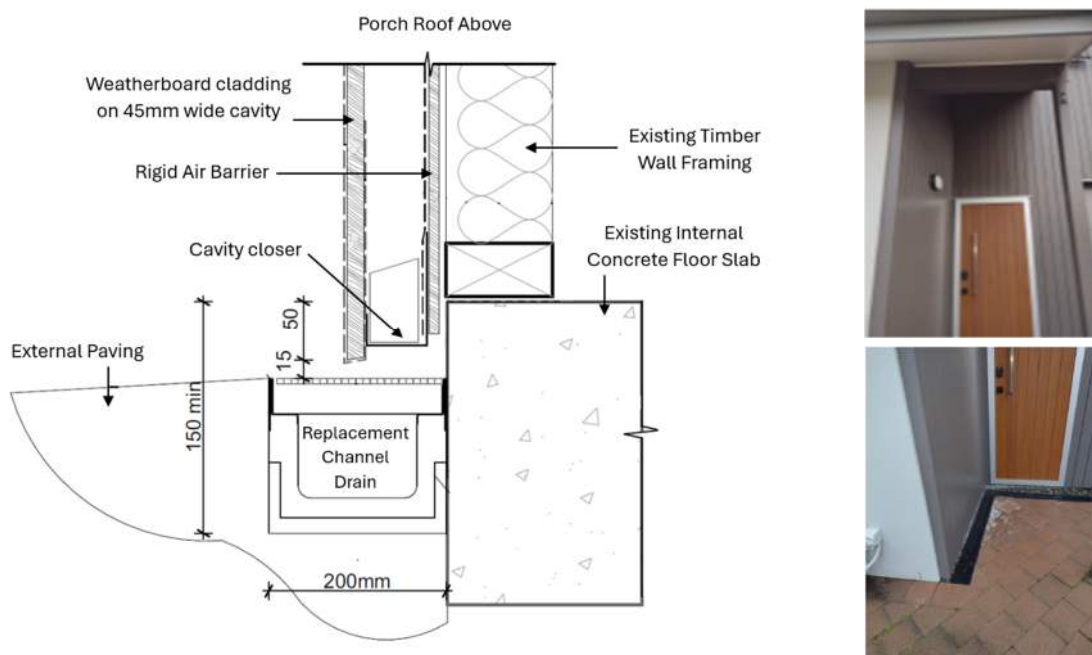 Porch Roof Above
Weatherboard cladding
on 45mm wide cavity
Rigid Air Barrier
Existing Timber
Wall Framing
Cavity closer
Existing Internal
Concrete Floor Slab
50
15
External Paving
150 min
Replacement
Channel
Drain
200mm